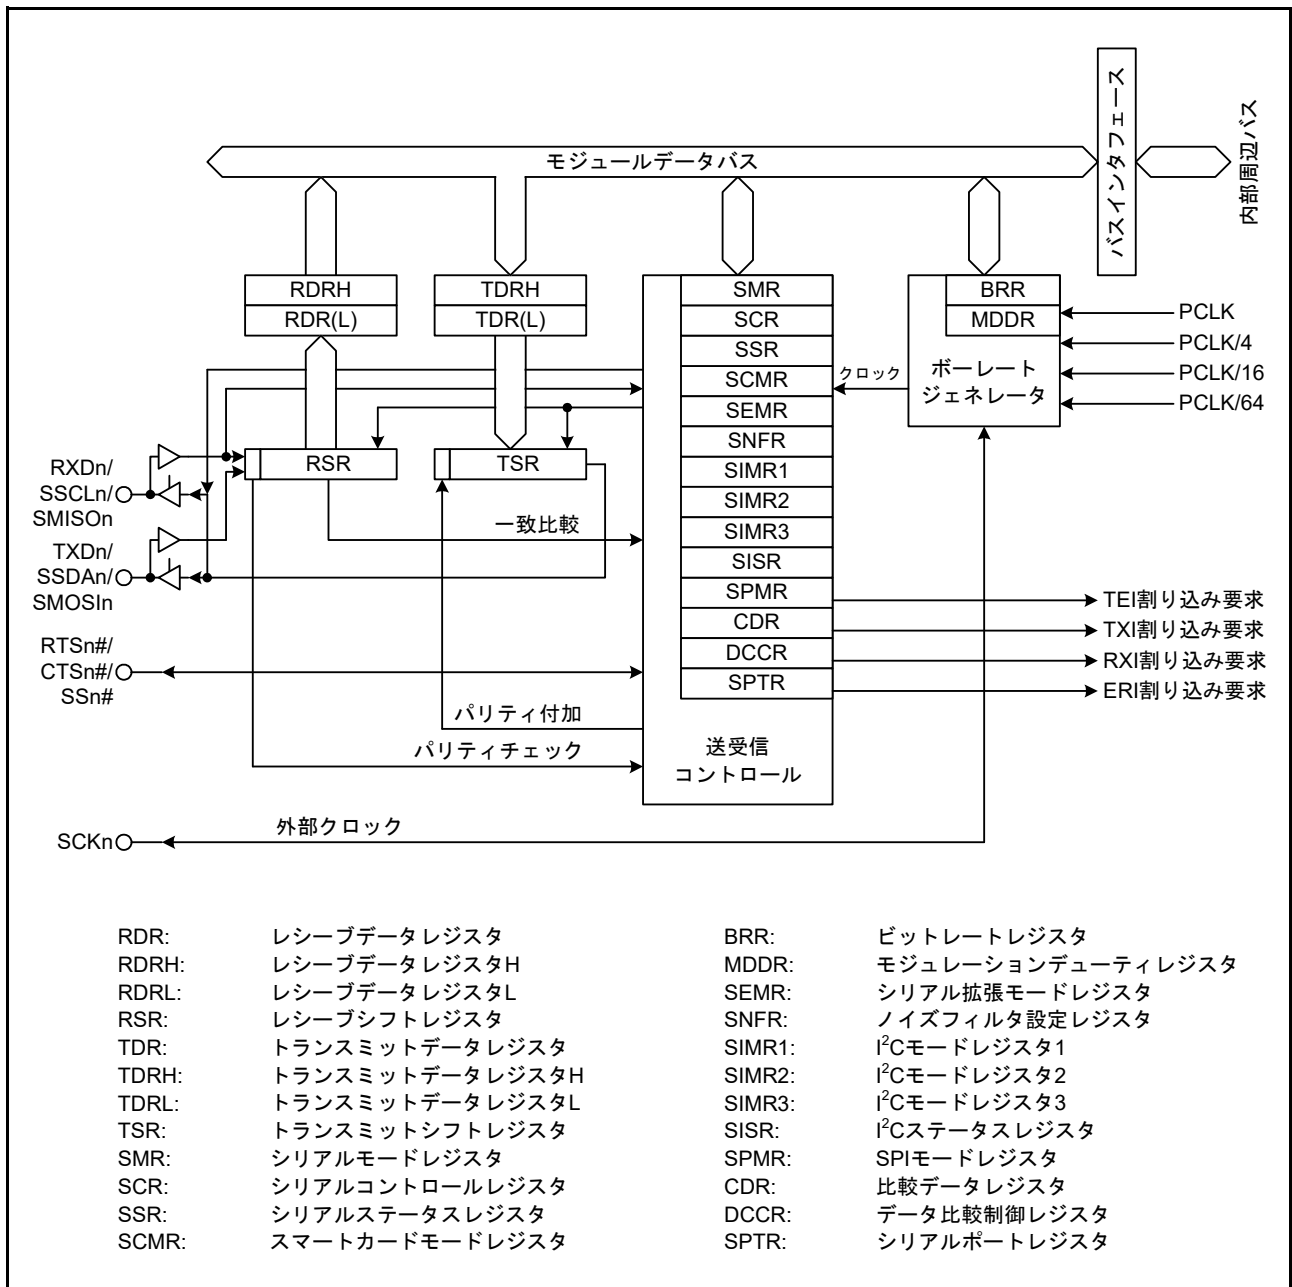 バスインタフェース
内部周辺バス
モジュールデータバス
RDRH
RDR(L)
TDRH
TDR(L)
SMR
SCR
SSR
SCMR
SEMR
SNFR
SIMR1
SIMR2
SIMR3
SISR
SPMR
CDR
DCCR
SPTR
送受信
コントロール
BRR
MDDR
ボーレート
ジェネレータ
クロック
PCLK
PCLK/4
PCLK/16
PCLK/64
RSR
TSR
RXDn/
SSCLn/
SMISOn
TXDn/
SSDAn/
SMOSIn
一致比較
RTSn#/
CTSn#/
SSn#
パリティ付加
パリティチェック
TEI割り込み要求
TXI割り込み要求
RXI割り込み要求
ERI割り込み要求
SCKn
外部クロック
RDR: レシーブデータレジスタ
RDRH: レシーブデータレジスタH
RDRL: レシーブデータレジスタL
RSR: レシーブシフトレジスタ
TDR: トランスミットデータレジスタ
TDRH: トランスミットデータレジスタH
TDRL: トランスミットデータレジスタL
TSR: トランスミットシフトレジスタ
SMR: シリアルモードレジスタ
SCR: シリアルコントロールレジスタ
SSR: シリアルステータスレジスタ
SCMR: スマートカードモードレジスタ
BRR: ビットレートレジスタ
MDDR: モジュレーションデューティレジスタ
SEMR: シリアル拡張モードレジスタ
SNFR: ノイズフィルタ設定レジスタ
SIMR1: I²Cモードレジスタ1
SIMR2: I²Cモードレジスタ2
SIMR3: I²Cモードレジスタ3
SISR: I²Cステータスレジスタ
SPMR: SPIモードレジスタ
CDR: 比較データレジスタ
DCCR: データ比較制御レジスタ
SPTR: シリアルポートレジスタ